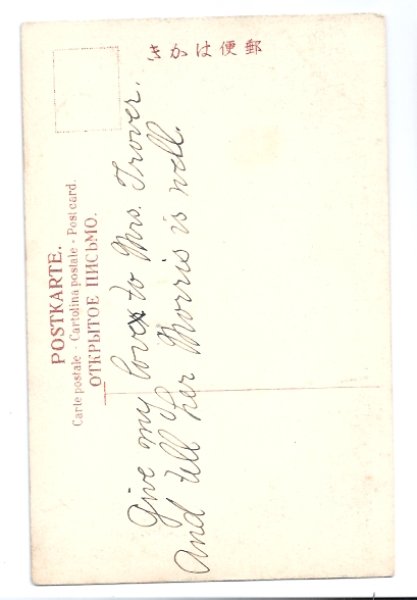 きかは便郵
POSTKARTE.
Carte postale - Cartolina postale - Post card.
ОТКРЫТОЕ ПИСЬМО.
Give my love to Mrs. Trover.
And tell her Morris is well.